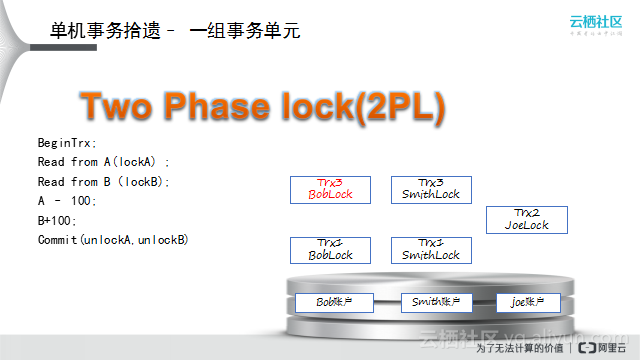 单机事务拾遗– 一组事务单元
云栖社区
Two Phase lock(2PL)
BeginTrx;
Read from A(lockA) ;
Read from B (lockB);
A – 100;
B+100;
Commit(unlockA,unlockB)
Trx3
BobLock
Trx3
SmithLock
Trx2
JoeLock
Trx1
BobLock
Trx1
SmithLock
Bob账户
Smith账户
joe账户
云栖社区 yq.aliyun.com
为了无法计算的价值
阿里云